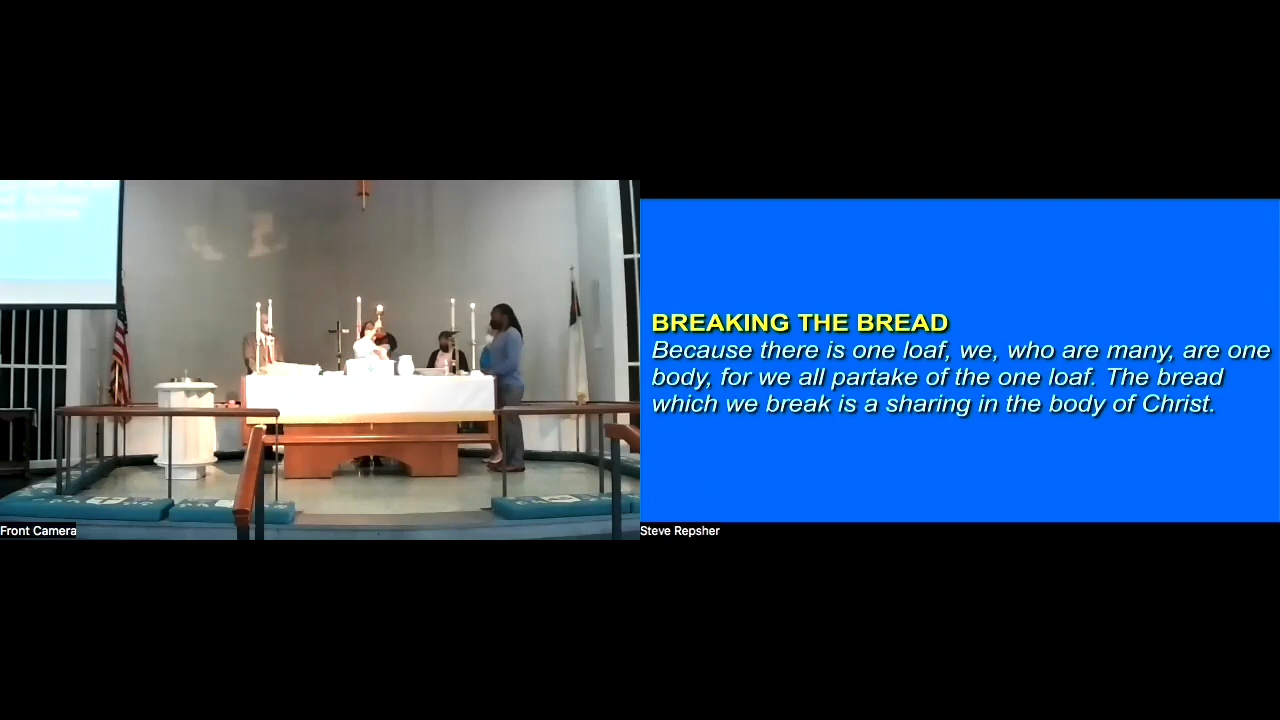 BREAKING THE BREAD
Because there is one loaf, we, who are many, are one
body, for we all partake of the one loaf. The bread
which we break is a sharing in the body of Christ.
Front Camera
Steve Repsher